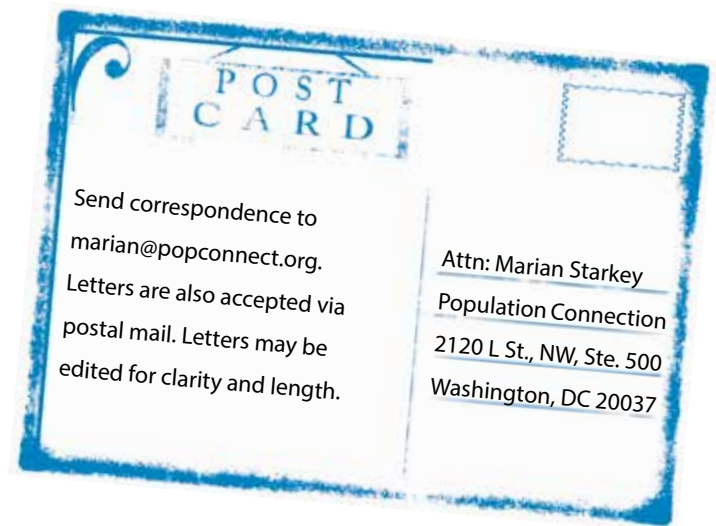 POST
CARD
Send correspondence to
marian@popconnect.org.
Letters are also accepted via
postal mail. Letters may be
edited for clarity and length.
Attn: Marian Starkey
Population Connection
2120 L St., NW, Ste. 500
Washington, DC 20037